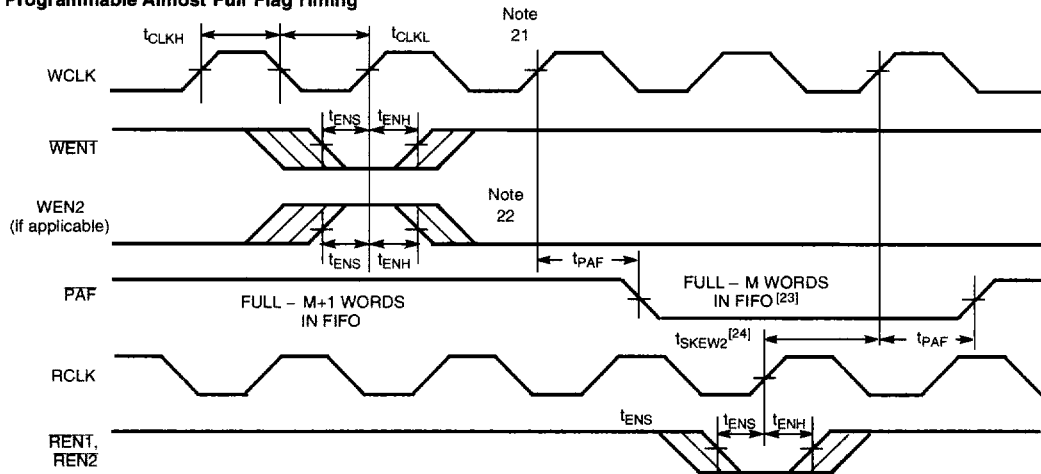 Programmable Almost Full Flag Timing
Note
21
tCLKH
tCLKL
WCLK
tENS
tENH
WEN1
WEN2
(if applicable)
Note
22
tENS
tENH
tPAF
PAF
FULL – M+1 WORDS
IN FIFO
FULL – M WORDS
IN FIFO [23]
tSKEW2 [24]
tPAF
RCLK
tENS
tENS
tENH
REN1,
REN2